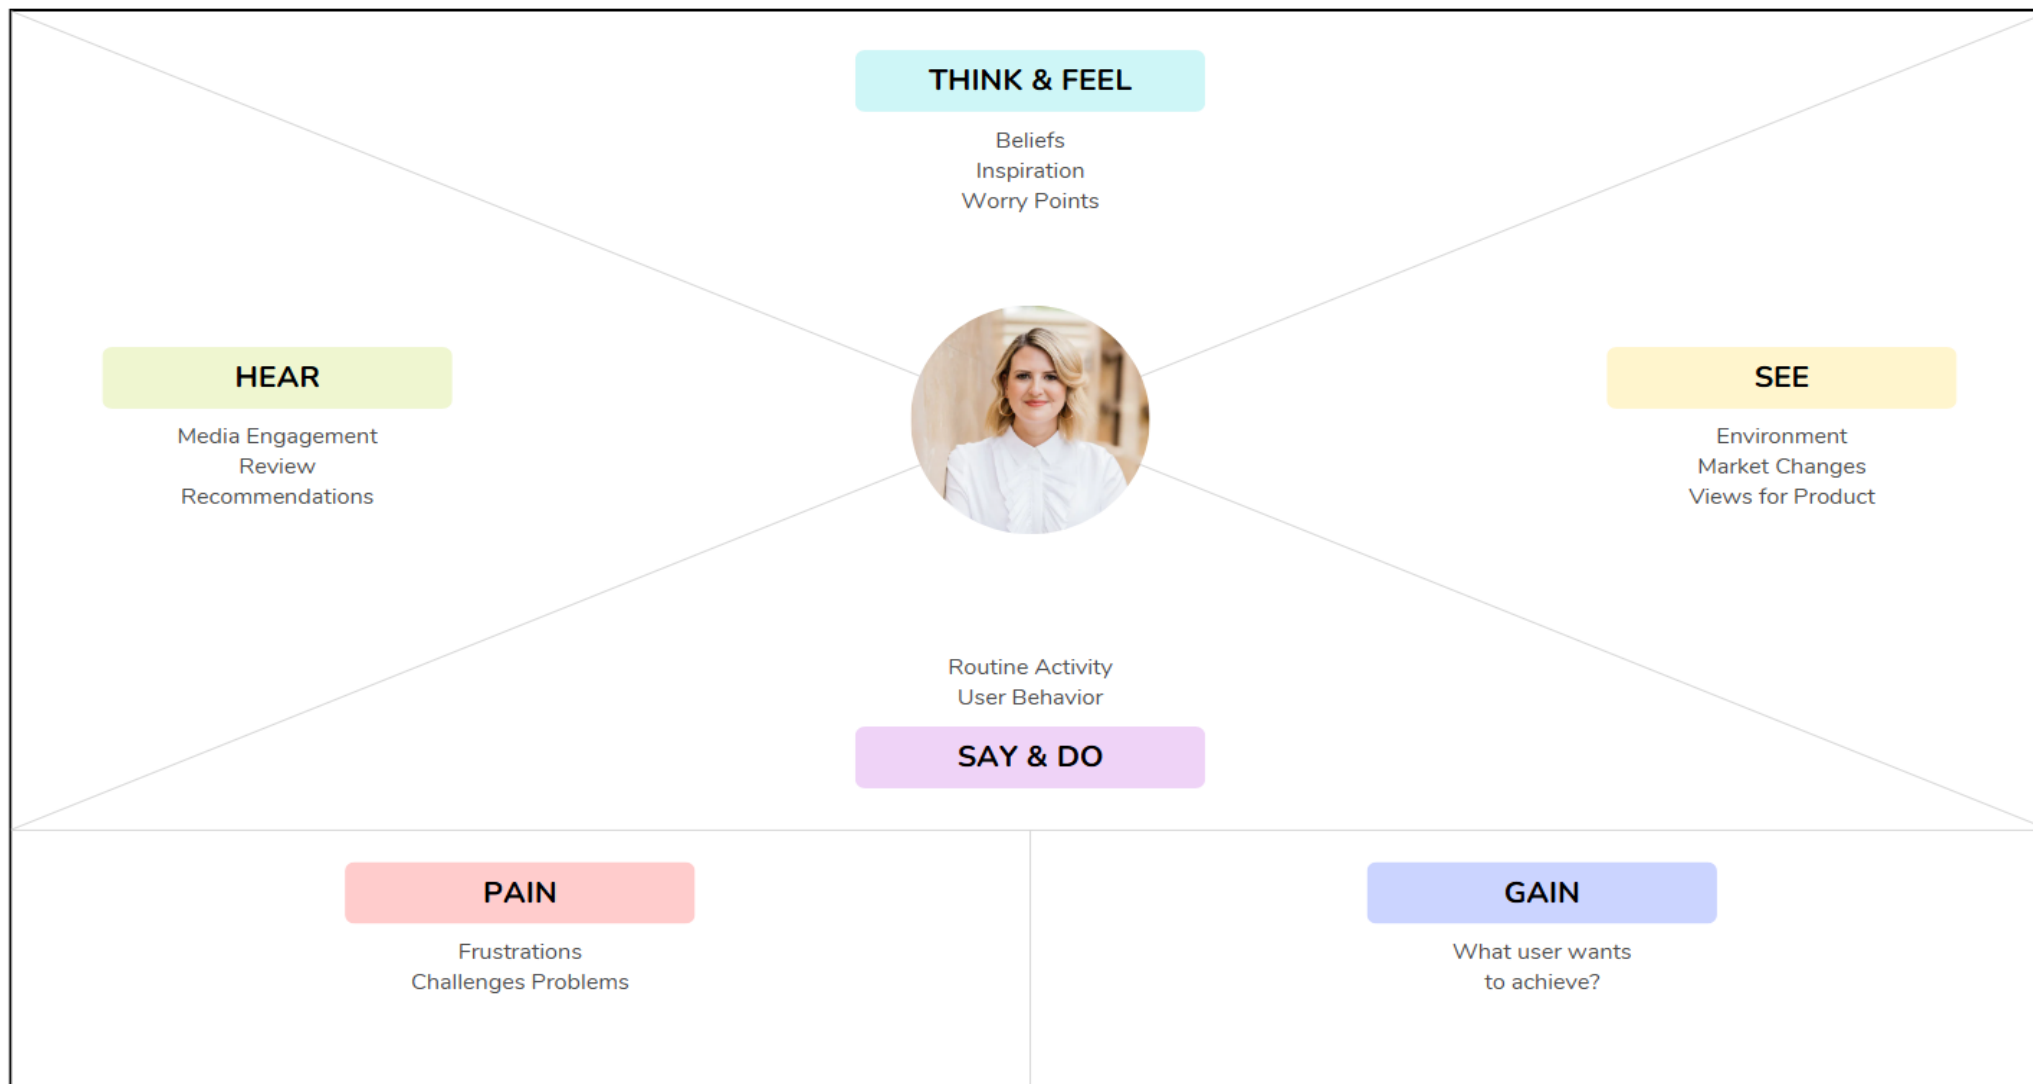 THINK & FEEL
Beliefs
Inspiration
Worry Points
HEAR
Media Engagement
Review
Recommendations
SEE
Environment
Market Changes
Views for Product
Routine Activity
User Behavior
SAY & DO
PAIN
Frustrations
Challenges Problems
GAIN
What user wants
to achieve?